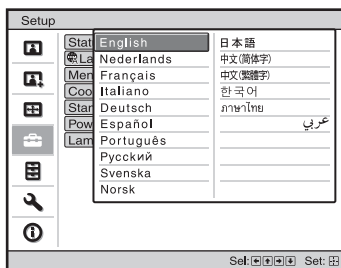 Setup
Stat
La
Men
Coo
Star
Pow
Lam
English
Nederlands
Français
Italiano
Deutsch
Español
Português
Русский
Svenska
Norsk
日本語
中文(简体字)
中文(繁體字)
한국어
ภาษาไทย
عربي
Sel: Set: